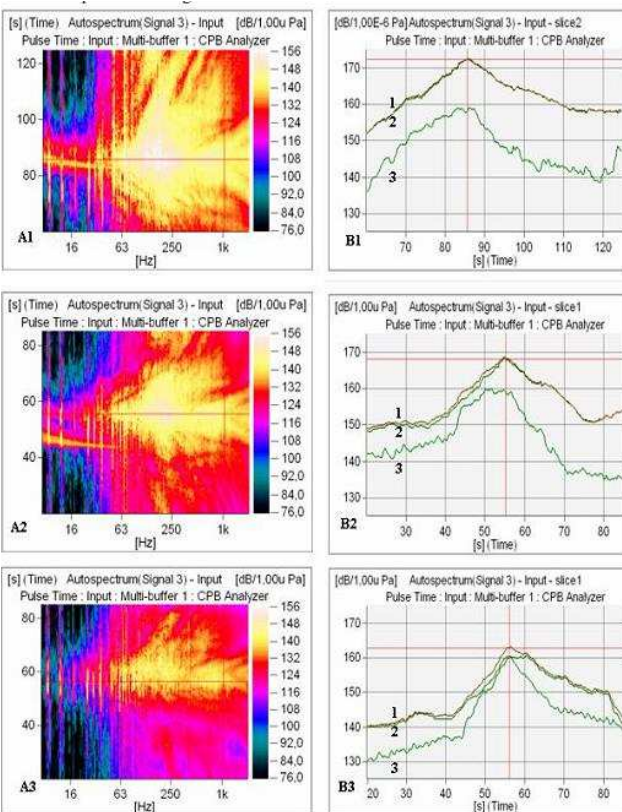 [s] (Time) Autospectrum(Signal 3) - Input [dB/1,00u Pa]
Pulse Time : Input : Multi-buffer 1 : CPB Analyzer
120
100
80
156
148
140
132
124
116
108
100
92,0
84,0
76,0
16 63 250 1k
A1
[Hz]
[dB/1,00E-6 Pa] Autospectrum(Signal 3) - Input - slice2
Pulse Time : Input : Multi-buffer 1 : CPB Analyzer
170
160
150
140
130
1
2
3
70 80 90 100 110 120
B1
[s] (Time)
[s] (Time) Autospectrum(Signal 3) - Input [dB/1,00u Pa]
Pulse Time : Input : Multi-buffer 1 : CPB Analyzer
80
60
40
156
148
140
132
124
116
108
100
92,0
84,0
76,0
16 63 250 1k
A2
[Hz]
[dB/1,00u Pa] Autospectrum(Signal 3) - Input - slice1
Pulse Time : Input : Multi-buffer 1 : CPB Analyzer
170
160
150
140
130
1
2
3
30 40 50 60 70 80
B2
[s] (Time)
[s] (Time) Autospectrum(Signal 3) - Input [dB/1,00u Pa]
Pulse Time : Input : Multi-buffer 1 : CPB Analyzer
80
60
40
156
148
140
132
124
116
108
100
92,0
84,0
76,0
16 63 250 1k
A3
[Hz]
[dB/1,00u Pa] Autospectrum(Signal 3) - Input - slice1
Pulse Time : Input : Multi-buffer 1 : CPB Analyzer
170
160
150
140
130
1
2
3
20 30 40 50 60 70 80
B3
[s] (Time)